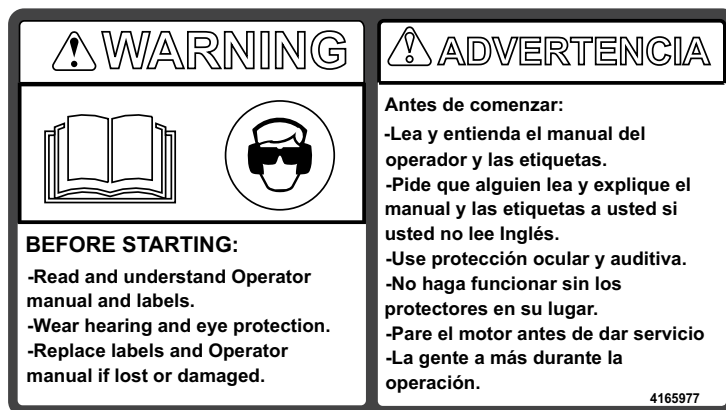 WARNING
BEFORE STARTING:
-Read and understand Operator
manual and labels.
-Wear hearing and eye protection.
-Replace labels and Operator
manual if lost or damaged.
ADVERTENCIA
Antes de comenzar:
-Lea y entienda el manual del
operador y las etiquetas.
-Pide que alguien lea y explique el
manual y las etiquetas a usted si
usted no lee Inglés.
-Use protección ocular y auditiva.
-No haga funcionar sin los
protectores en su lugar.
-Pare el motor antes de dar servicio
-La gente a más durante la
operación.
4165977